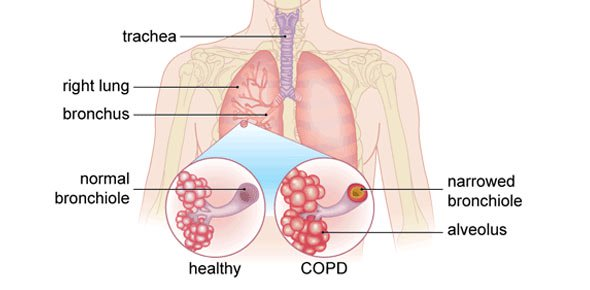 trachea
right lung
bronchus
normal
bronchiole
narrowed
bronchiole
alveolus
healthy
COPD